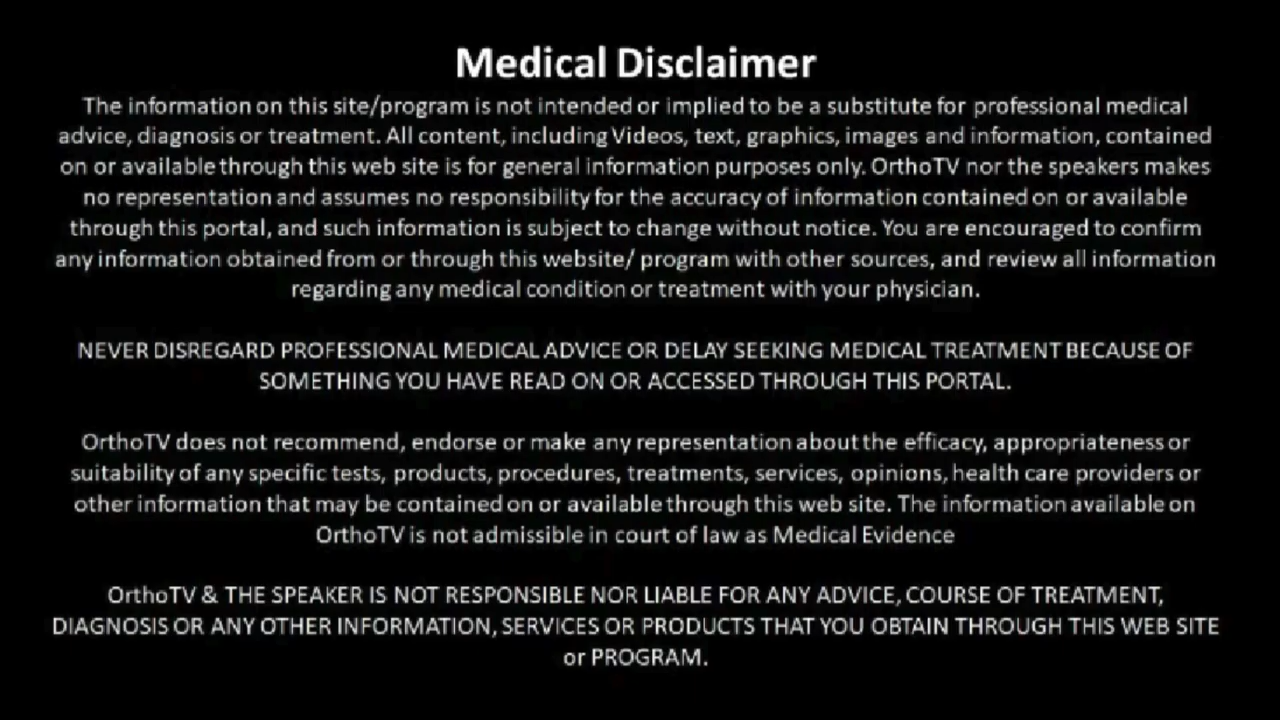 Medical Disclaimer
The information on this site/program is not intended or implied to be a substitute for professional medical
advice, diagnosis or treatment. All content, including Videos, text, graphics, images and information, contained
on or available through this web site is for general information purposes only. OrthoTV nor the speakers makes
no representation and assumes no responsibility for the accuracy of information contained on or available
through this portal, and such information is subject to change without notice. You are encouraged to confirm
any information obtained from or through this website/ program with other sources, and review all information
regarding any medical condition or treatment with your physician.
NEVER DISREGARD PROFESSIONAL MEDICAL ADVICE OR DELAY SEEKING MEDICAL TREATMENT BECAUSE OF
SOMETHING YOU HAVE READ ON OR ACCESSED THROUGH THIS PORTAL.
OrthoTV does not recommend, endorse or make any representation about the efficacy, appropriateness or
suitability of any specific tests, products, procedures, treatments, services, opinions, health care providers or
other information that may be contained on or available through this web site. The information available on
OrthoTV is not admissible in court of law as Medical Evidence
OrthoTV & THE SPEAKER IS NOT RESPONSIBLE NOR LIABLE FOR ANY ADVICE, COURSE OF TREATMENT,
DIAGNOSIS OR ANY OTHER INFORMATION, SERVICES OR PRODUCTS THAT YOU OBTAIN THROUGH THIS WEB SITE
or PROGRAM.